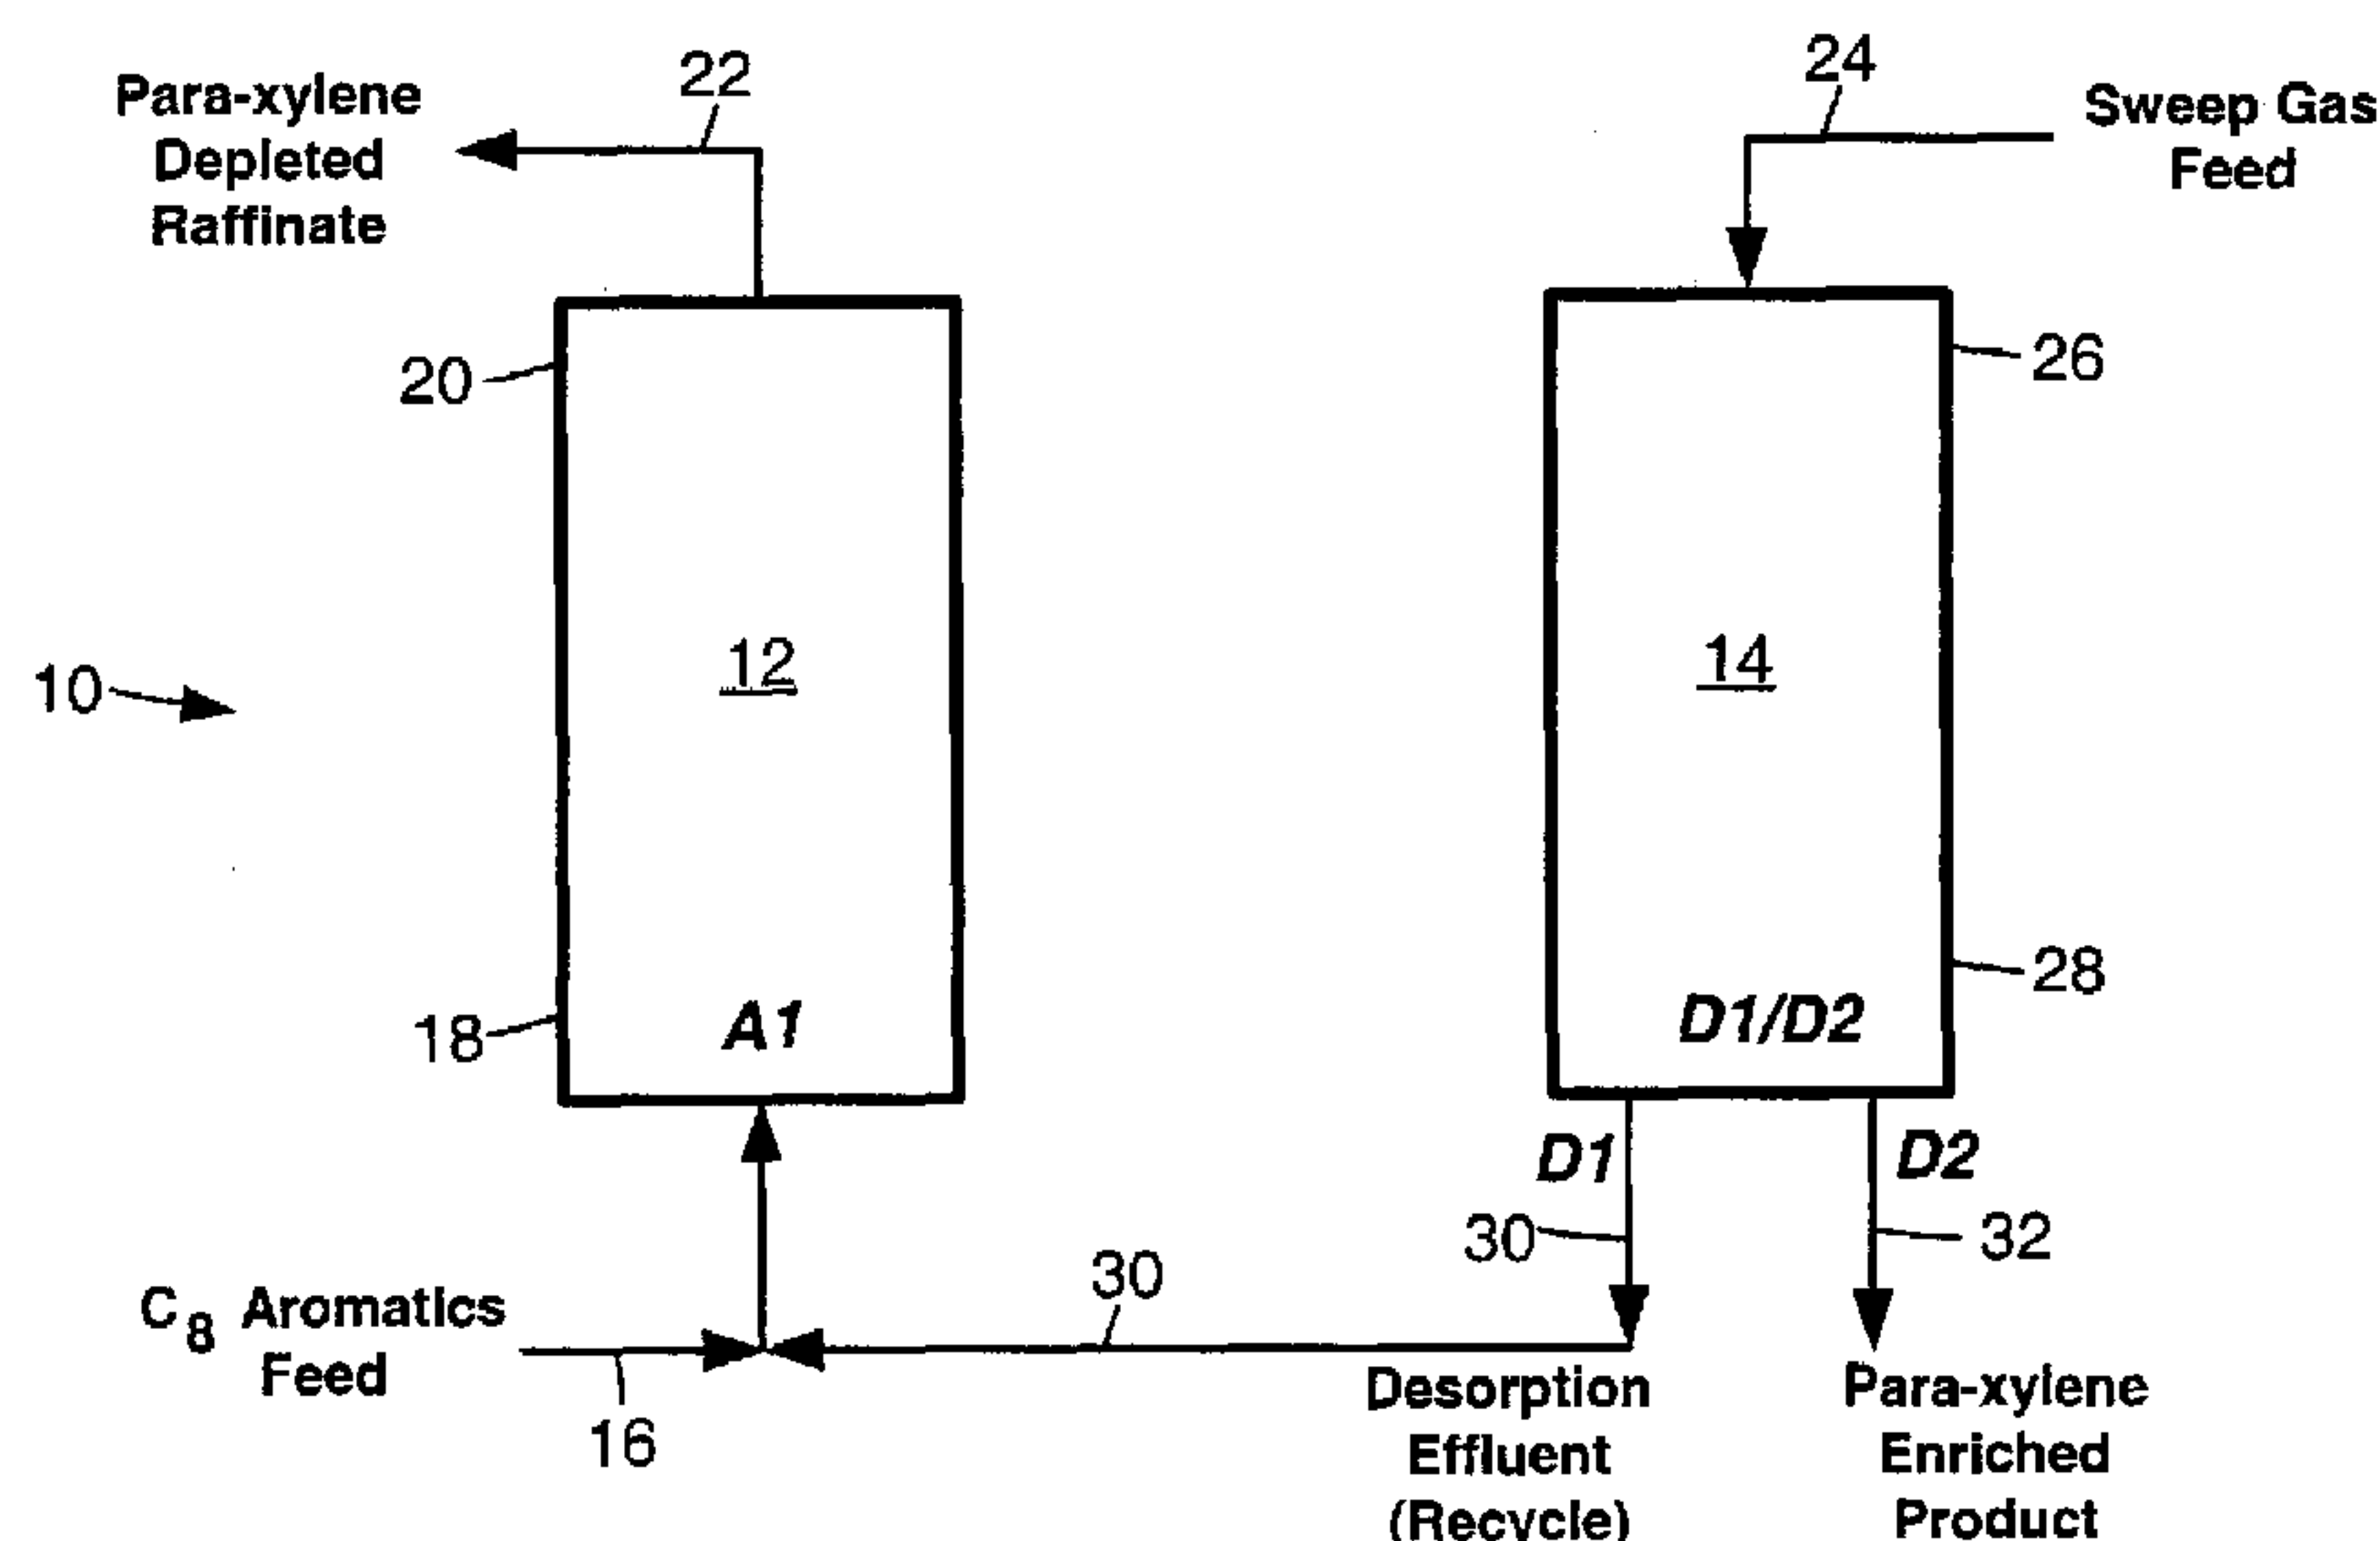 22
24
Para-xylene
Depleted
Raffinate
Sweep Gas
Feed
20
26
10
12
14
18
A1
28
D1/D2
D1
D2
30
32
30
C8 Aromatics
Feed
16
Desorption
Effluent
(Recycle)
Para-xylene
Enriched
Product